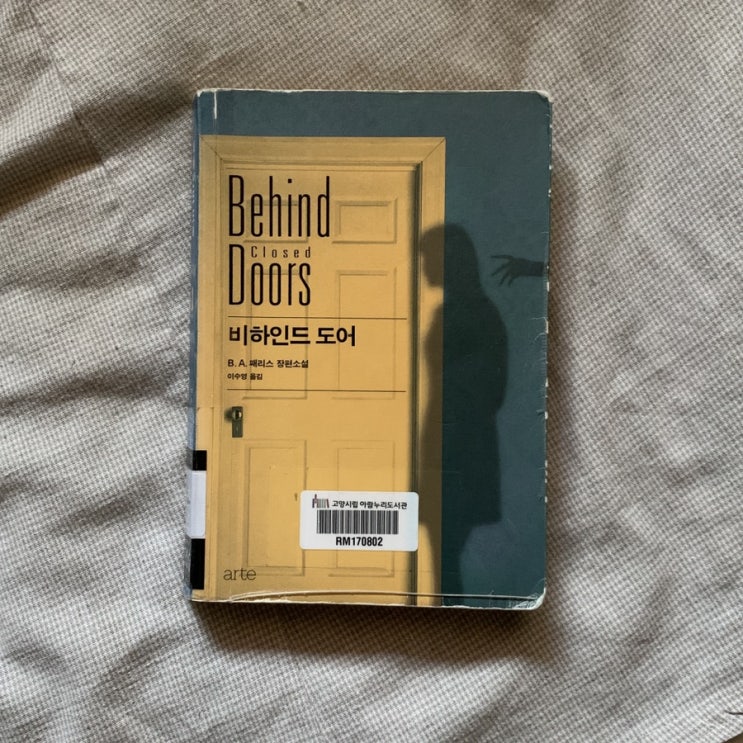 Behind
Closed
Doors
비하인드 도어
B. A. 패리스 장편소설
이수영 옮김
고양시립 아람누리도서관
RM170802
arte